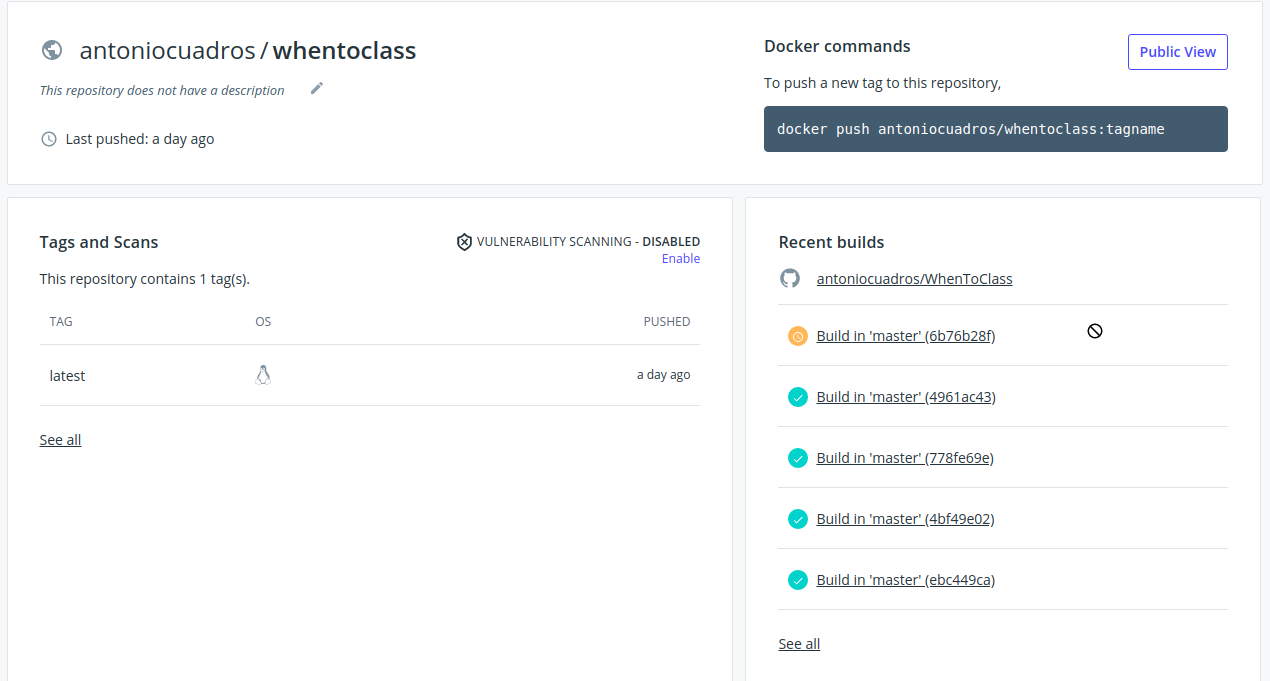 antoniocuadros / whentoclass
This repository does not have a description
Last pushed: a day ago
Docker commands
Public View
To push a new tag to this repository,
docker push antoniocuadros/whentoclass:tagname
Tags and Scans
VULNERABILITY SCANNING - DISABLED
Enable
This repository contains 1 tag(s).
TAG OS PUSHED
latest a day ago
See all
Recent builds
antoniocuadros/WhenToClass
Build in 'master' (6b76b28f)
Build in 'master' (4961ac43)
Build in 'master' (778fe69e)
Build in 'master' (4bf49e02)
Build in 'master' (ebc449ca)
See all